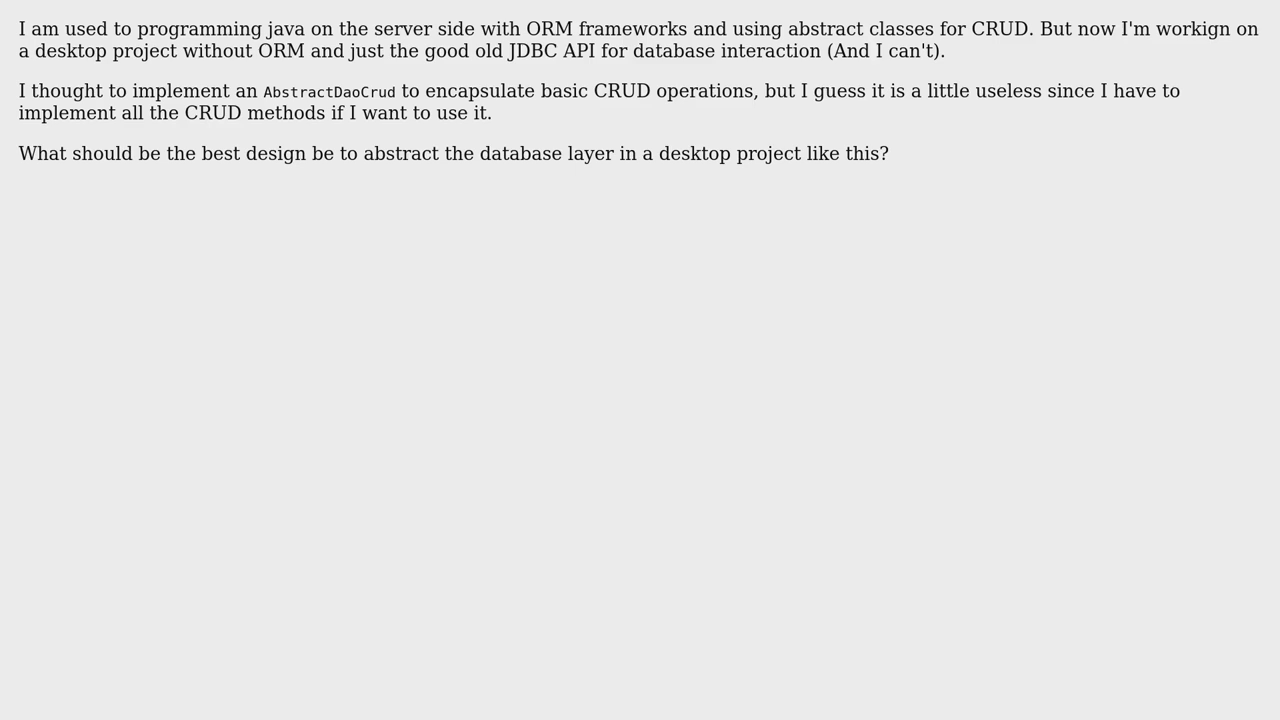 I am used to programming java on the server side with ORM frameworks and using abstract classes for CRUD. But now I'm workign on
a desktop project without ORM and just the good old JDBC API for database interaction (And I can't).
I thought to implement an AbstractDaoCrud to encapsulate basic CRUD operations, but I guess it is a little useless since I have to
implement all the CRUD methods if I want to use it.
What should be the best design be to abstract the database layer in a desktop project like this?